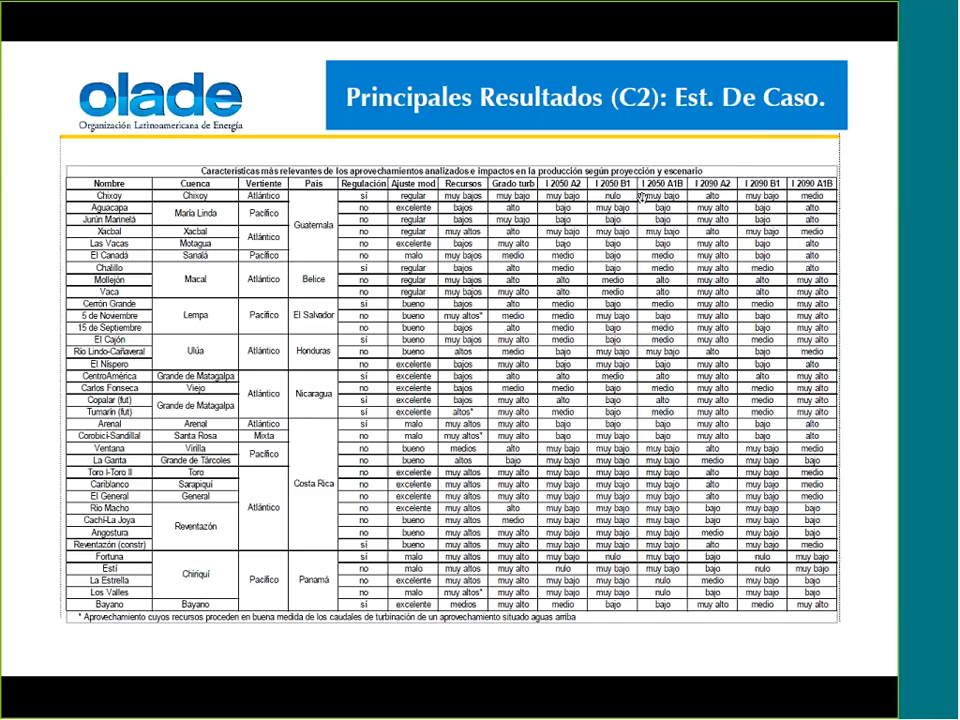 olade
Organización Latinoamericana de Energía
Principales Resultados (C2): Est. De Caso.
Características más relevantes de los aprovechamientos analizados e impactos en la producción según proyección y escenario
Nombre Cuenca Vertiente País Regulación Ajuste mod Recursos Grado turb I 2050 A2 I 2050 B1 I 2050 A1B I 2090 A2 I 2090 B1 I 2090 A1B
Chixoy Chixoy Atlántico Guatemala sí regular muy bajos muy bajo muy bajo nulo muy bajo alto muy bajo medio
Aguacapa María Linda Pacífico no excelente bajos alto bajo muy bajo bajo muy alto bajo alto
Jurún Marinelá no regular bajos muy bajo bajo muy bajo bajo muy alto bajo alto
Xacbal Xacbal Atlántico no regular muy altos alto muy bajo muy bajo muy bajo alto muy bajo medio
Las Vacas Motagua no excelente bajos muy alto bajo bajo bajo muy alto bajo alto
El Canadá Sanalá Pacífico no malo muy bajos medio medio bajo medio muy alto bajo alto
Chalillo Macal Atlántico Belice sí regular bajos alto medio bajo medio muy alto medio alto
Mollejón no regular muy bajos alto alto medio alto muy alto alto muy alto
Vaca no regular muy bajos muy alto alto medio alto muy alto alto muy alto
Cerrón Grande Lempa Pacífico El Salvador sí bueno bajos alto medio bajo medio muy alto medio muy alto
5 de Noviembre no bueno muy altos* medio medio muy bajo bajo muy alto medio alto
15 de Septiembre no bueno bajos alto medio bajo medio muy alto medio muy alto
El Cajón Ulúa Atlántico Honduras sí bueno muy bajos muy alto medio bajo medio muy alto medio alto
Río Lindo-Cañaveral no bueno altos medio bajo muy bajo muy bajo alto bajo medio
El Níspero no excelente bajos muy alto bajo muy bajo bajo muy alto bajo alto
CentroAmérica Grande de Matagalpa Atlántico Nicaragua sí excelente bajos alto alto medio alto muy alto alto muy alto
Carlos Fonseca Viejo no excelente bajos medio medio bajo medio muy alto medio muy alto
Copalar (fut) Grande de Matagalpa sí excelente bajos muy alto alto bajo alto muy alto medio muy alto
Tumarín (fut) sí excelente altos* muy alto medio bajo medio muy alto medio muy alto
Arenal Arenal Atlántico Costa Rica sí malo muy altos muy alto bajo bajo bajo muy alto bajo alto
Corobicí-Sandillal Santa Rosa Mixta no malo muy altos* muy alto bajo muy bajo bajo muy alto bajo alto
Ventana Virilla Pacífico no bueno medios alto muy bajo muy bajo muy bajo alto muy bajo medio
La Garita Grande de Tárcoles no bueno altos bajo muy bajo muy bajo muy bajo medio muy bajo bajo
Toro I-Toro II Toro Atlántico no excelente muy altos muy alto muy bajo muy bajo muy bajo alto muy bajo medio
Cariblanco Sarapiquí no excelente muy altos muy alto muy bajo muy bajo muy bajo alto muy bajo medio
El General General no excelente muy altos muy alto muy bajo muy bajo muy bajo alto muy bajo medio
Río Macho Reventazón no excelente muy altos alto muy bajo muy bajo muy bajo bajo muy bajo bajo
Cachí-La Joya no bueno muy altos medio muy bajo muy bajo muy bajo bajo muy bajo bajo
Angostura no bueno muy altos muy alto muy bajo muy bajo muy bajo medio muy bajo bajo
Reventazón (constr) sí bueno muy altos muy alto muy bajo muy bajo muy bajo alto muy bajo medio
Fortuna Chiriquí Pacífico Panamá sí malo muy altos muy alto muy bajo nulo muy bajo bajo nulo muy bajo
Estí no malo muy altos muy alto nulo muy bajo muy bajo bajo nulo muy bajo
La Estrella no excelente muy altos muy alto muy bajo muy bajo nulo medio muy bajo bajo
Los Valles no malo muy altos* muy alto muy bajo muy bajo nulo bajo muy bajo bajo
Bayano Bayano sí excelente medios muy alto medio bajo bajo muy alto medio muy alto
* Aprovechamiento cuyos recursos proceden en buena medida de los caudales de turbinación de un aprovechamiento situado aguas arriba